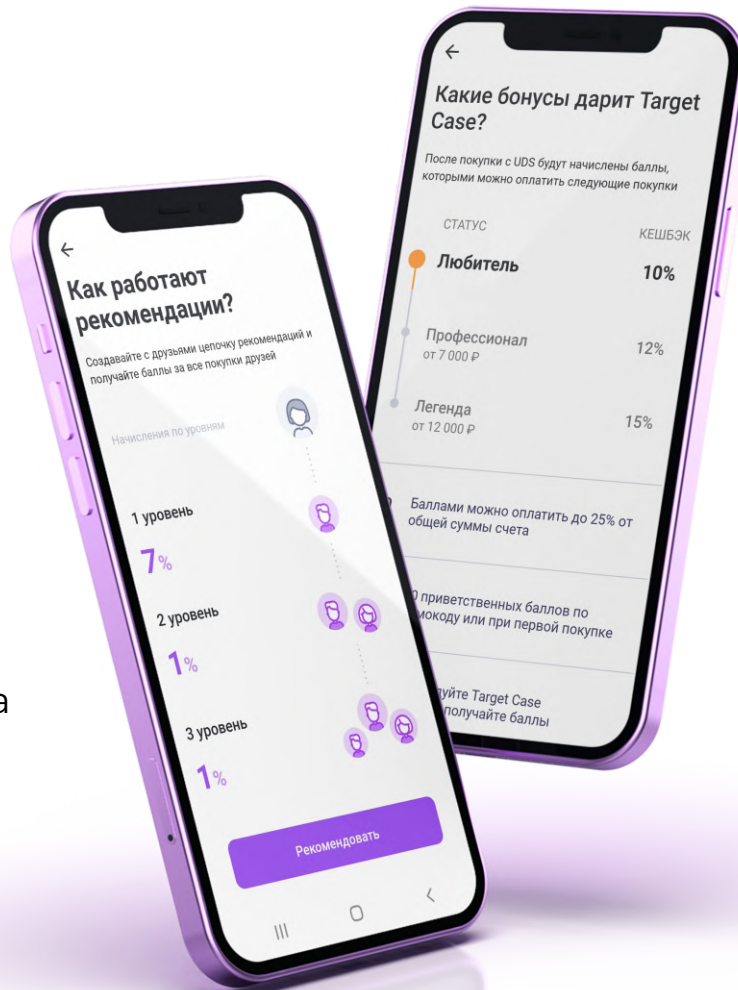 Как работают
рекомендации?
Создавайте с друзьями цепочку рекомендаций и
получайте баллы за все покупки друзей
Начисления по уровням
1 уровень
7%
2 уровень
1%
3 уровень
1%
Рекомендовать
Какие бонусы дарит Target
Case?
После покупки с UDS будут начислены баллы,
которыми можно оплатить следующие покупки
СТАТУС КЕШБЭК
Любитель 10%
Профессионал 12%
от 7 000 ₽
Легенда 15%
от 12 000 ₽
Баллами можно оплатить до 25% от
общей суммы счета
приветственных баллов по
или при первой покупке
Target Case
получайте баллы
а